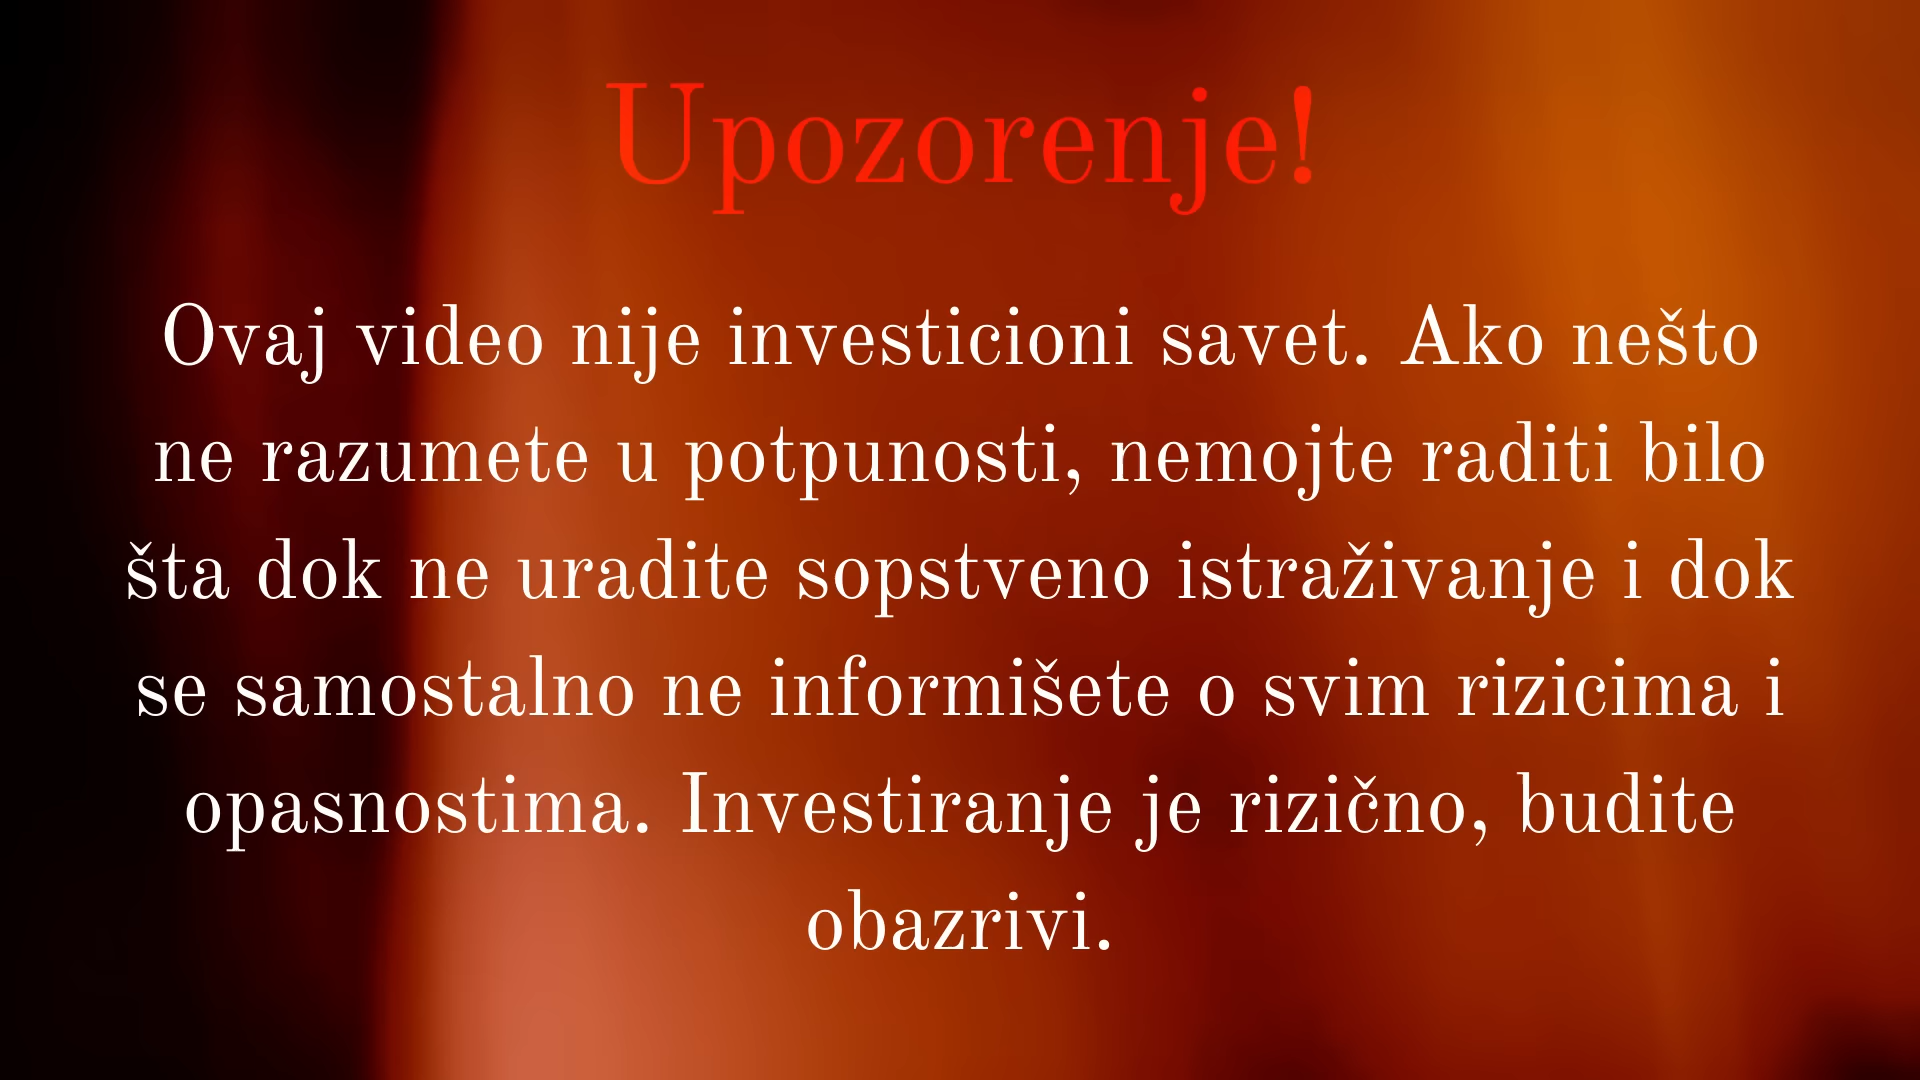 Upozorenje!
Ovaj video nije investicioni savet. Ako nešto
ne razumete u potpunosti, nemojte raditi bilo
šta dok ne uradite sopstveno istraživanje i dok
se samostalno ne informišete o svim rizicima i
opasnostima. Investiranje je rizično, budite
obazrivi.